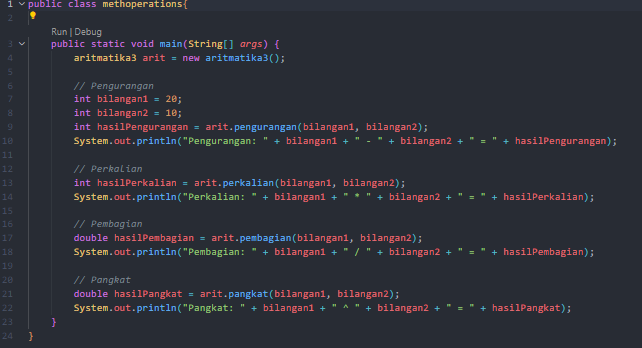 1 public class methoperations{
2
Run | Debug
3 public static void main(String[] args) {
4 aritmatika3 arit = new aritmatika3();
5
6 // Pengurangan
7 int bilangan1 = 20;
8 int bilangan2 = 10;
9 int hasilPengurangan = arit.pengurangan(bilangan1, bilangan2);
10 System.out.println("Pengurangan: " + bilangan1 + " - " + bilangan2 + " = " + hasilPengurangan);
11
12 // Perkalian
13 int hasilPerkalian = arit.perkalian(bilangan1, bilangan2);
14 System.out.println("Perkalian: " + bilangan1 + " * " + bilangan2 + " = " + hasilPerkalian);
15
16 // Pembagian
17 double hasilPembagian = arit.pembagian(bilangan1, bilangan2);
18 System.out.println("Pembagian: " + bilangan1 + " / " + bilangan2 + " = " + hasilPembagian);
19
20 // Pangkat
21 double hasilPangkat = arit.pangkat(bilangan1, bilangan2);
22 System.out.println("Pangkat: " + bilangan1 + " ^ " + bilangan2 + " = " + hasilPangkat);
23 }
24 }